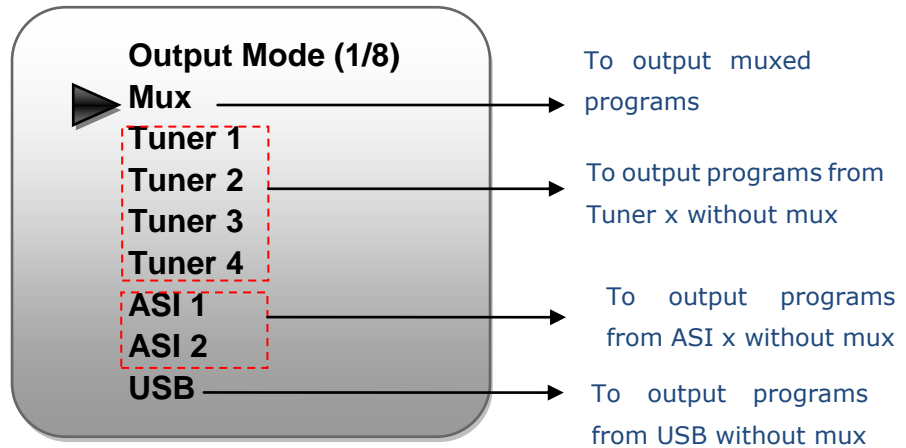 Output Mode (1/8)
Mux
Tuner 1
Tuner 2
Tuner 3
Tuner 4
ASI 1
ASI 2
USB
To output muxed
programs
To output programs from
Tuner x without mux
To output programs
from ASI x without mux
To output programs
from USB without mux